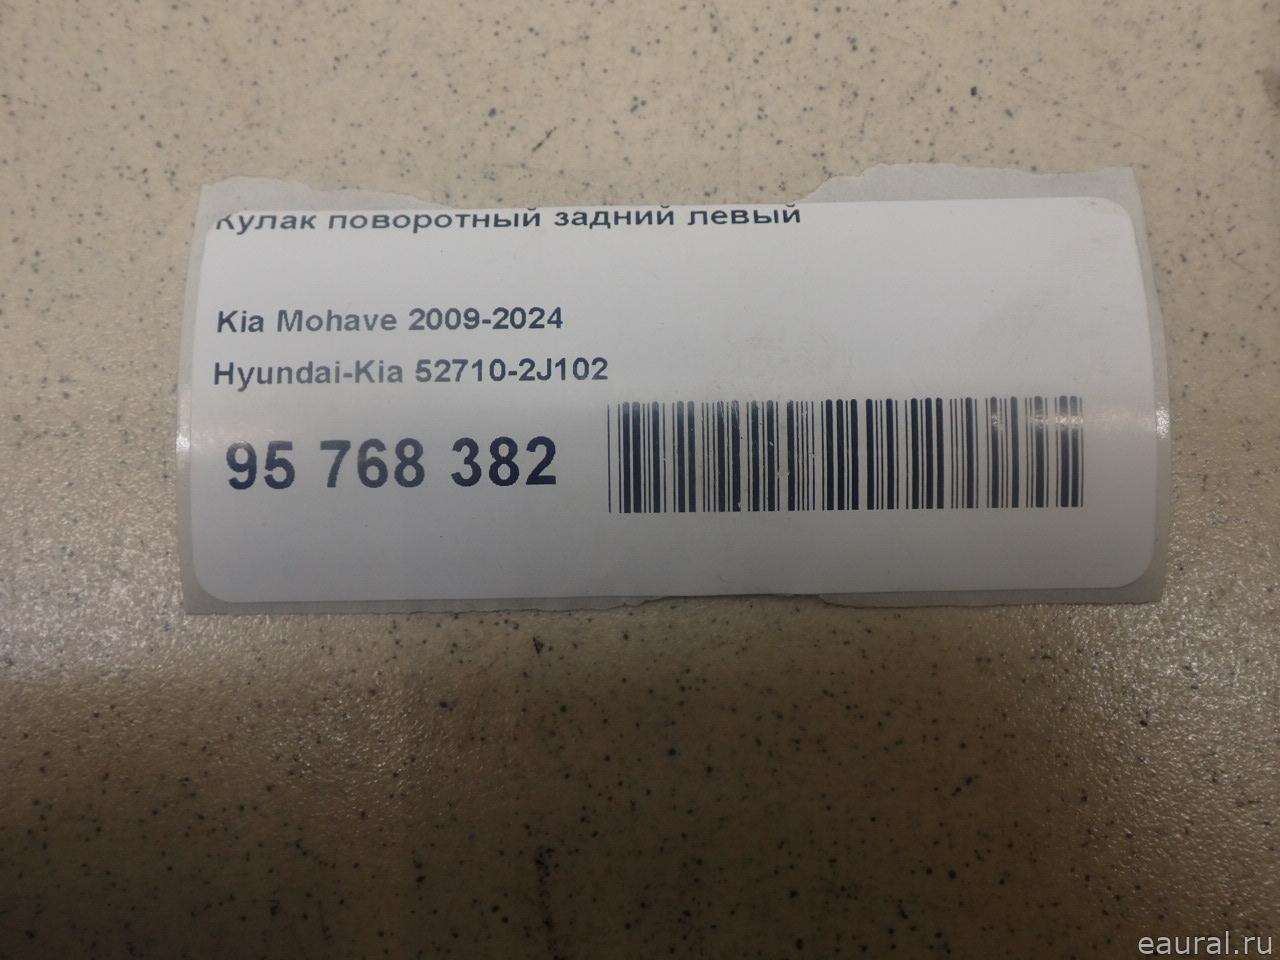 Кулак поворотный задний левый
Kia Mohave 2009-2024
Hyundai-Kia 52710-2J102
95 768 382
eaural.ru